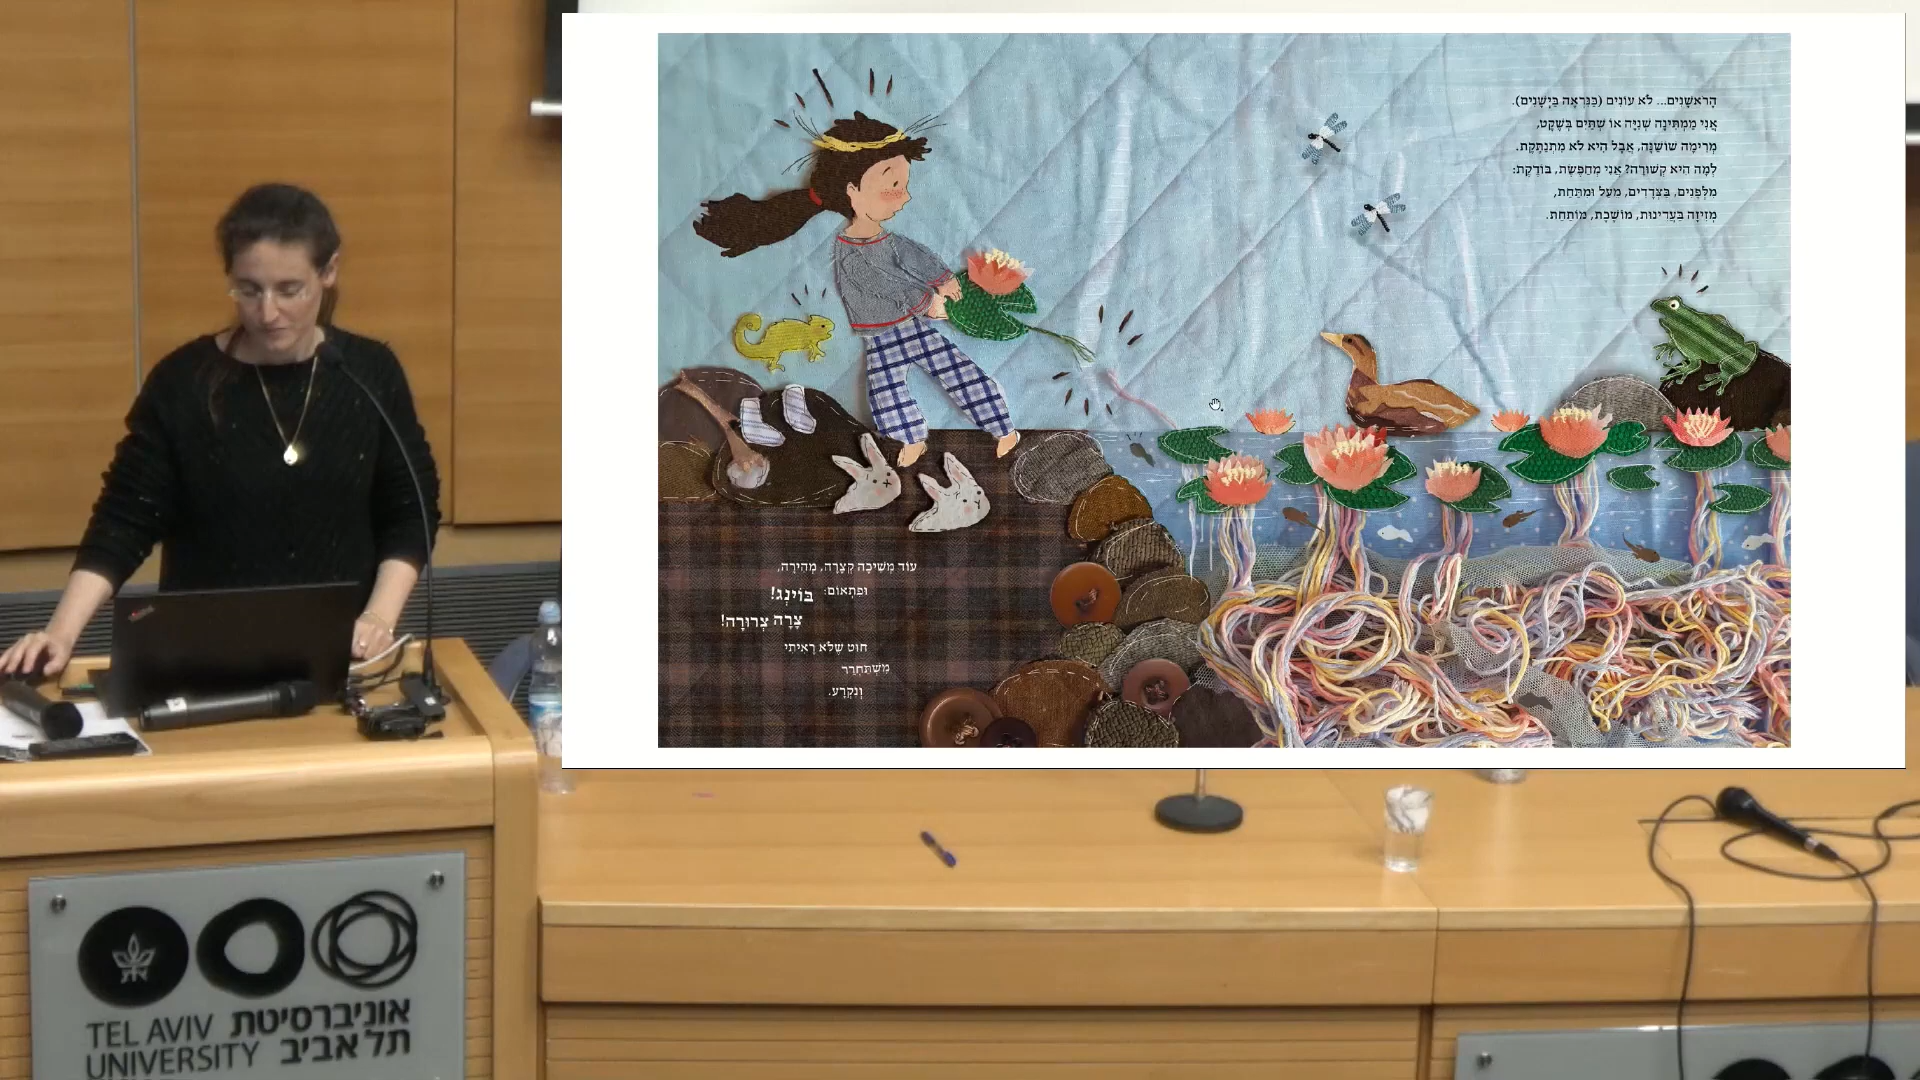 הָרֹאשָׁנִים... לֹא עוֹנִים (כַּנִּרְאֶה בַּיְשָׁנִים).
אֲנִי מַמְתִּינָה שְׁנִיָּה אוֹ שְׁתַּיִם בְּשֶׁקֶט,
מְרִימָה שׁוֹשַׁנָּה, אֲבָל הִיא לֹא מִתְנַתֶּקֶת.
לְמָה הִיא קְשׁוּרָה? אֲנִי מְחַפֶּשֶׂת, בּוֹדֶקֶת:
מִלְּפָנִים, בַּצְּדָדִים, מֵעַל וּמִתַּחַת,
מְזִיזָה בַּעֲדִינוּת, מוֹשֶׁכֶת, מוֹתַחַת.
עוֹד מְשִׁיכָה קְצָרָה, מְהִירָה,
וּפִתְאוֹם: בּוֹינְג!
צָרָה צְרוּרָה!
חוּט שֶׁלֹּא רָאִיתִי
מִשְׁתַּחְרֵר
וְנִקְרָע.
TEL AVIV אוניברסיטת
UNIVERSITY תל אביב